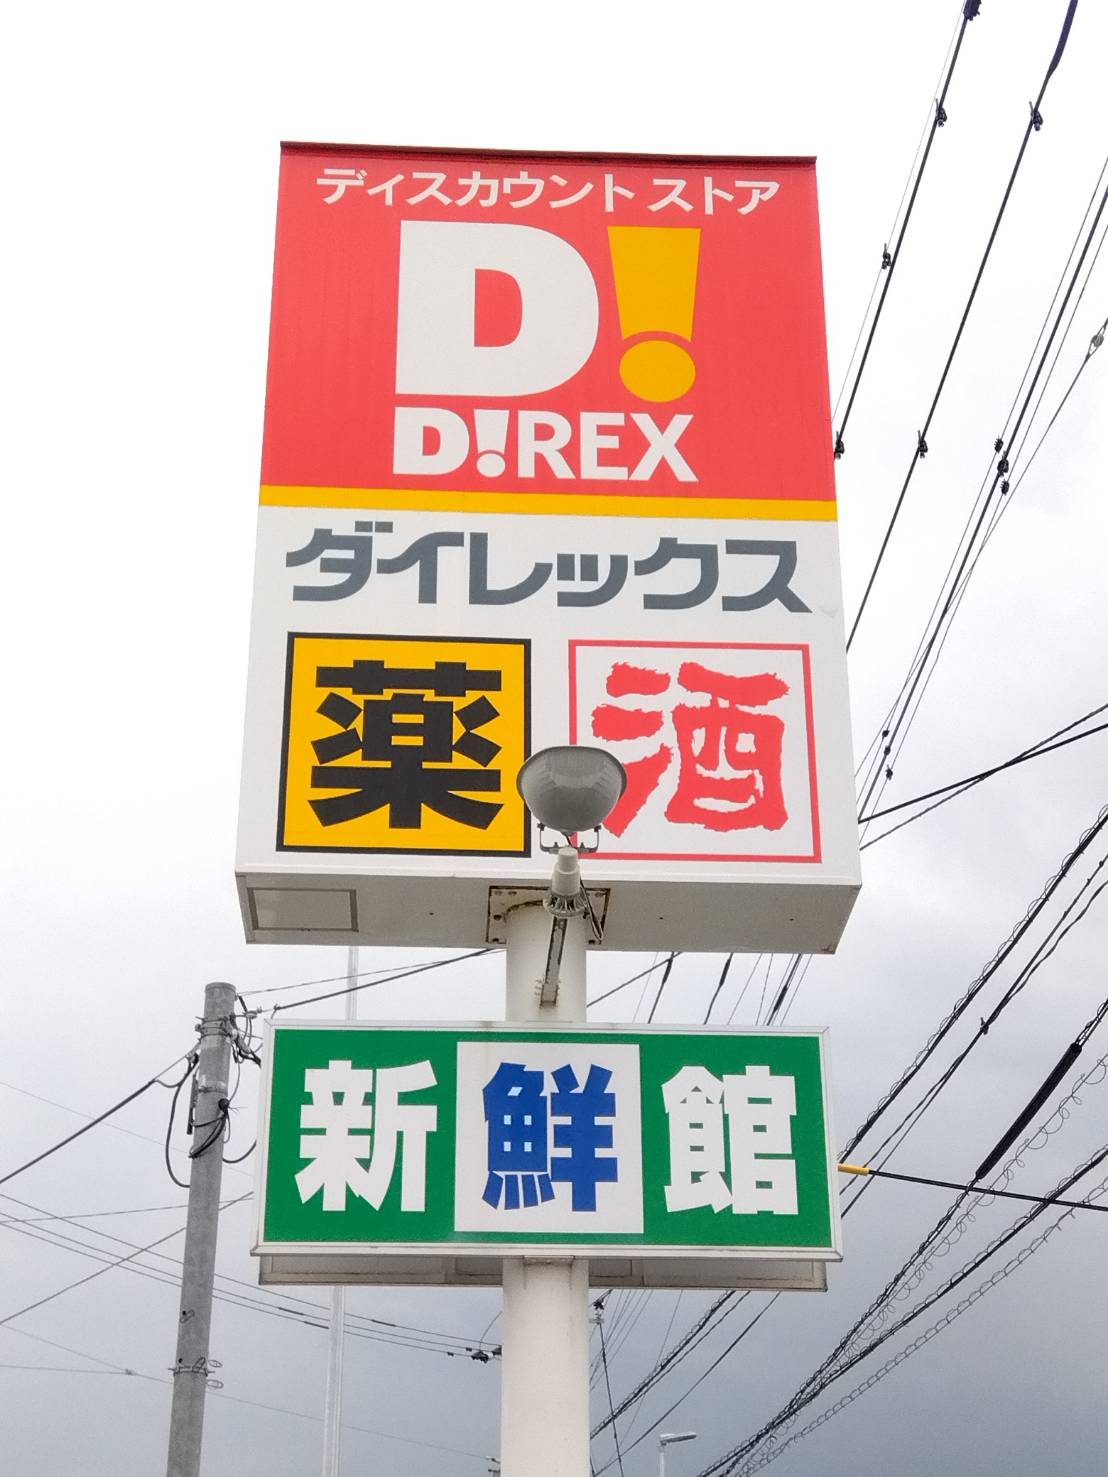 ディスカウント ストア
D!
D!REX
ダイレックス
薬 酒
新鮮館